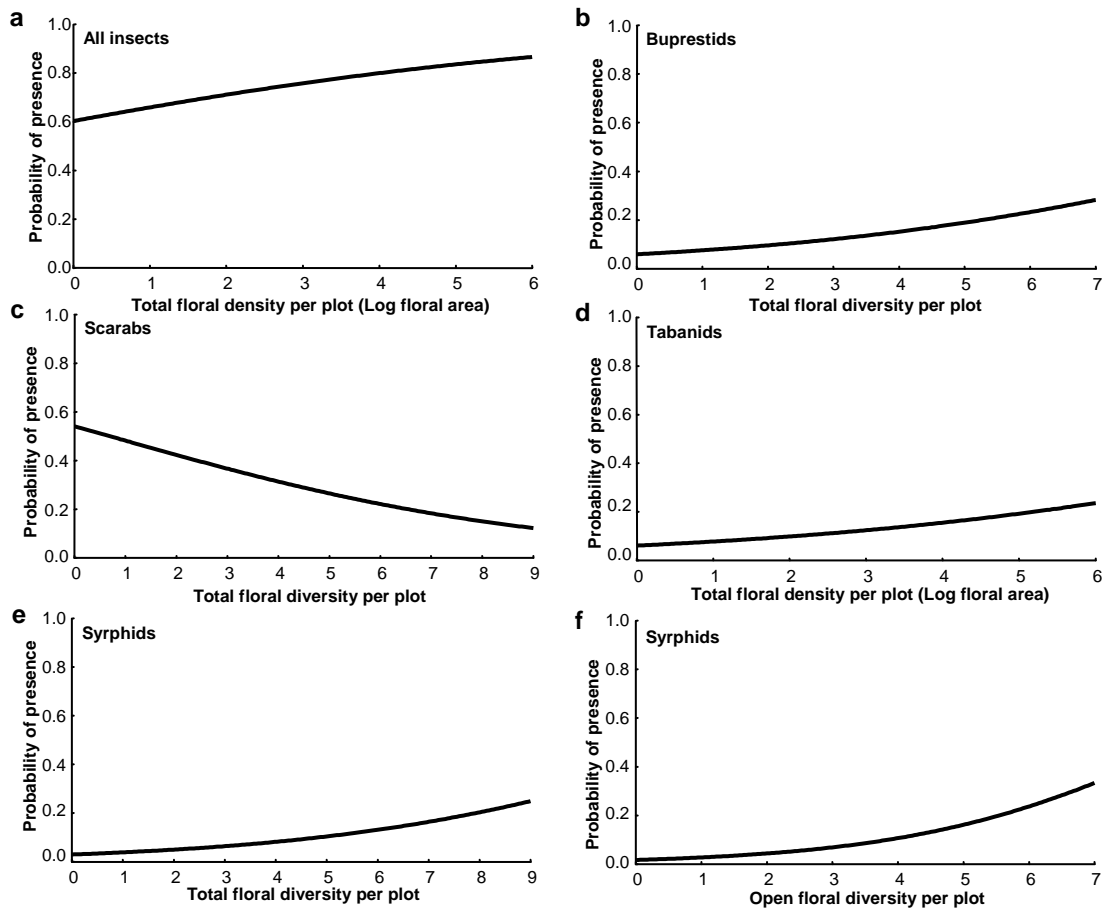 a
All insects
Probability of presence
1.0
0.8
0.6
0.4
0.2
0.0
0 1 2 3 4 5 6
Total floral density per plot (Log floral area)
b
Buprestids
Probability of presence
1.0
0.8
0.6
0.4
0.2
0.0
0 1 2 3 4 5 6 7
Total floral diversity per plot
c
Scarabs
Probability of presence
1.0
0.8
0.6
0.4
0.2
0.0
0 1 2 3 4 5 6 7 8 9
Total floral diversity per plot
d
Tabanids
Probability of presence
1.0
0.8
0.6
0.4
0.2
0.0
0 1 2 3 4 5 6
Total floral density per plot (Log floral area)
e
Syrphids
Probability of presence
1.0
0.8
0.6
0.4
0.2
0.0
0 1 2 3 4 5 6 7 8 9
Total floral diversity per plot
f
Syrphids
Probability of presence
1.0
0.8
0.6
0.4
0.2
0.0
0 1 2 3 4 5 6 7
Open floral diversity per plot